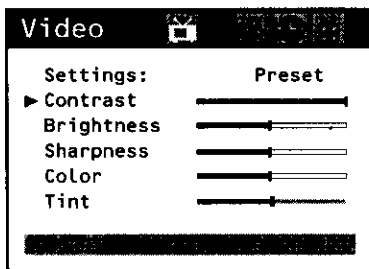 Video
Settings: Preset
Contrast
Brightness
Sharpness
Color
Tint